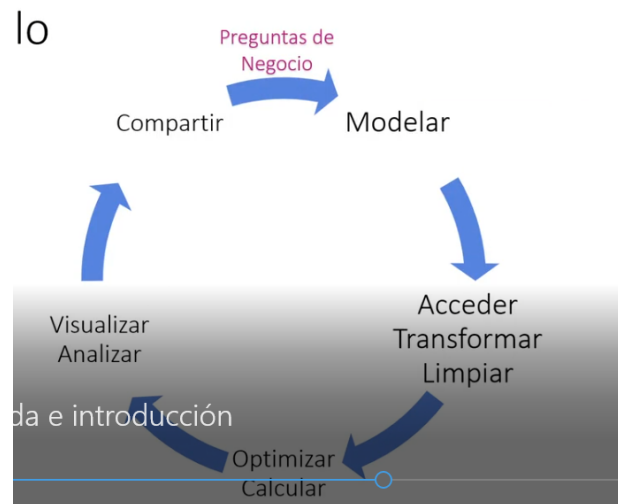 lo
Preguntas de
Negocio
Compartir
Modelar
Acceder
Transformar
Limpiar
Visualizar
Analizar
da e introducción
Optimizar
Calcular